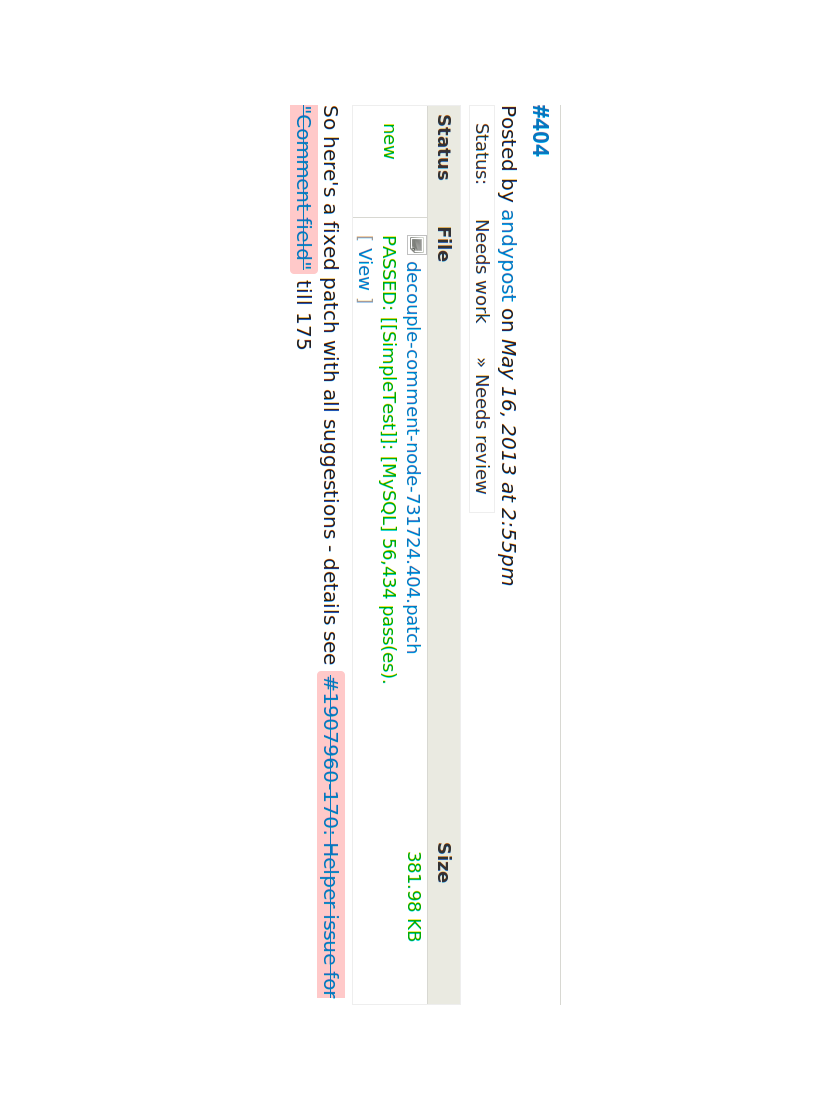 #404
Posted by andypost on May 16, 2013 at 2:55pm
Status: Needs work » Needs review
Status File Size
new decouple-comment-node-731724.404.patch 381.98 KB
PASSED: [[SimpleTest]]: [MySQL] 56,434 pass(es).
[ View ]
So here's a fixed patch with all suggestions - details see #1907960-170: Helper issue for
"Comment field" till 175